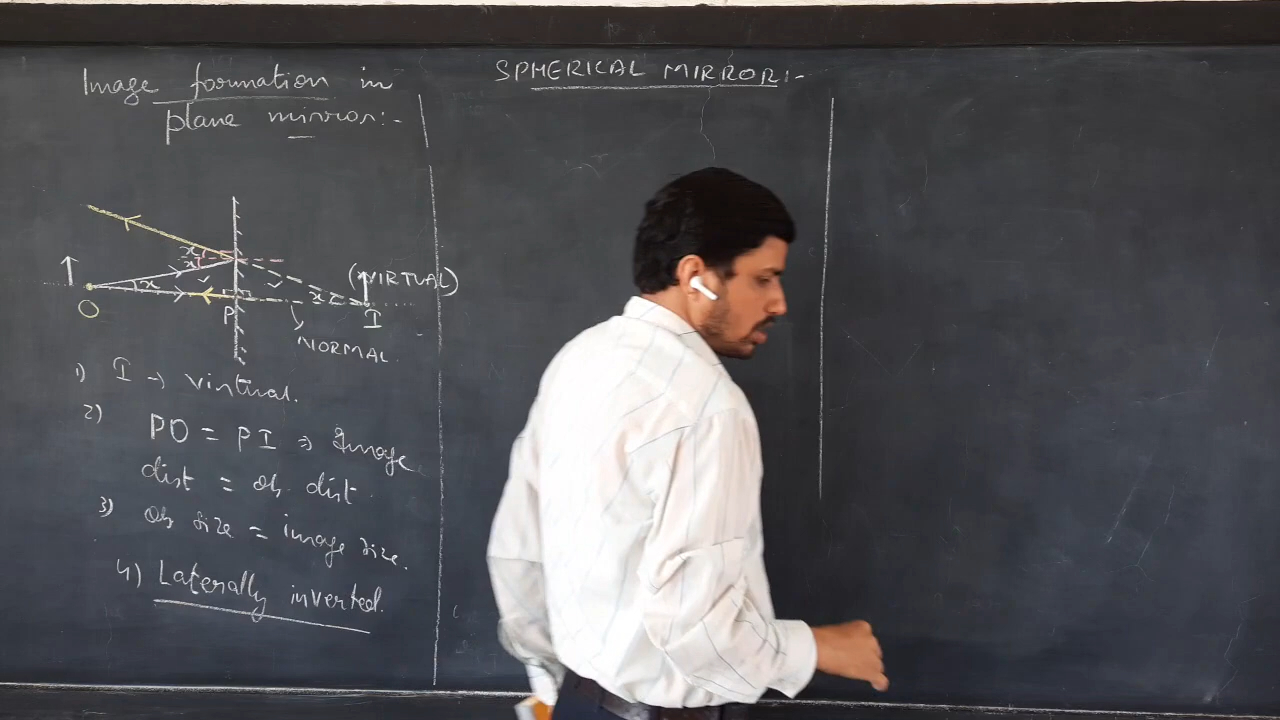 Image formation in
plane mirror:-
x
x
x
x
(VIRTUAL)
O
P
I
NORMAL
1) I → virtual.
2) PO = PI ⇒ Image
dist = ob. dist.
3) ob size = image size.
4) Laterally inverted.
SPHERICAL MIRROR:-